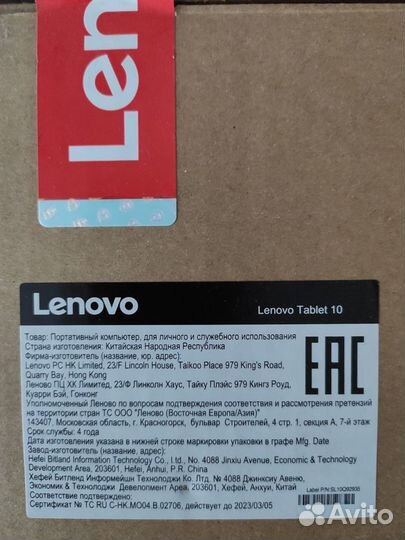 Lenovo
Lenovo
Lenovo Tablet 10
Товар: Портативный компьютер, для личного и служебного использования
Страна изготовления: Китайская Народная Республика
Фирма-изготовитель (название, юр. адрес):
Lenovo PC HK Limited, 23/F Lincoln House, Taikoo Place 979 King's Road,
Quarry Bay, Hong Kong
Леново ПЦ ХК Лимитед, 23/Ф Линколн Хаус, Тайку Плэйс 979 Кингз Роуд,
Куарри Бэй, Гонконг
EAC
Уполномоченный Леново по вопросам подтверждения соответствия и рассмотрения претензий
на территории стран ТС ООО "Леново (Восточная Европа/Азия)"
143407, Московская область, г. Красногорск, бульвар Строителей, 4 стр. 1, секция А, 7-й этаж
Срок службы: 4 года
Дата изготовления указана в нижней строке маркировки упаковки в графе Mfg. Date
Завод-изготовитель (название, адрес):
Hefei Bitland Information Technology Co., Ltd., No. 4088 Jinxiu Avenue, Economic & Technology
Development Area, 203601, Hefei, Anhui, P.R. China
Хефей Битленд Информейшн Технолоджи Ко. Лтд. No. 4088 Джинксиу Авеню,
Экономик энд Технолоджи Девелопмент Аэа, 203601, Хефей, Анхуи, Китай
Соответствие подтверждено:
Label P/N:SL10Q92935
Сертификат № ТС RU C-HK.MO04.B.02706, действует до 2023/03/05
Avito